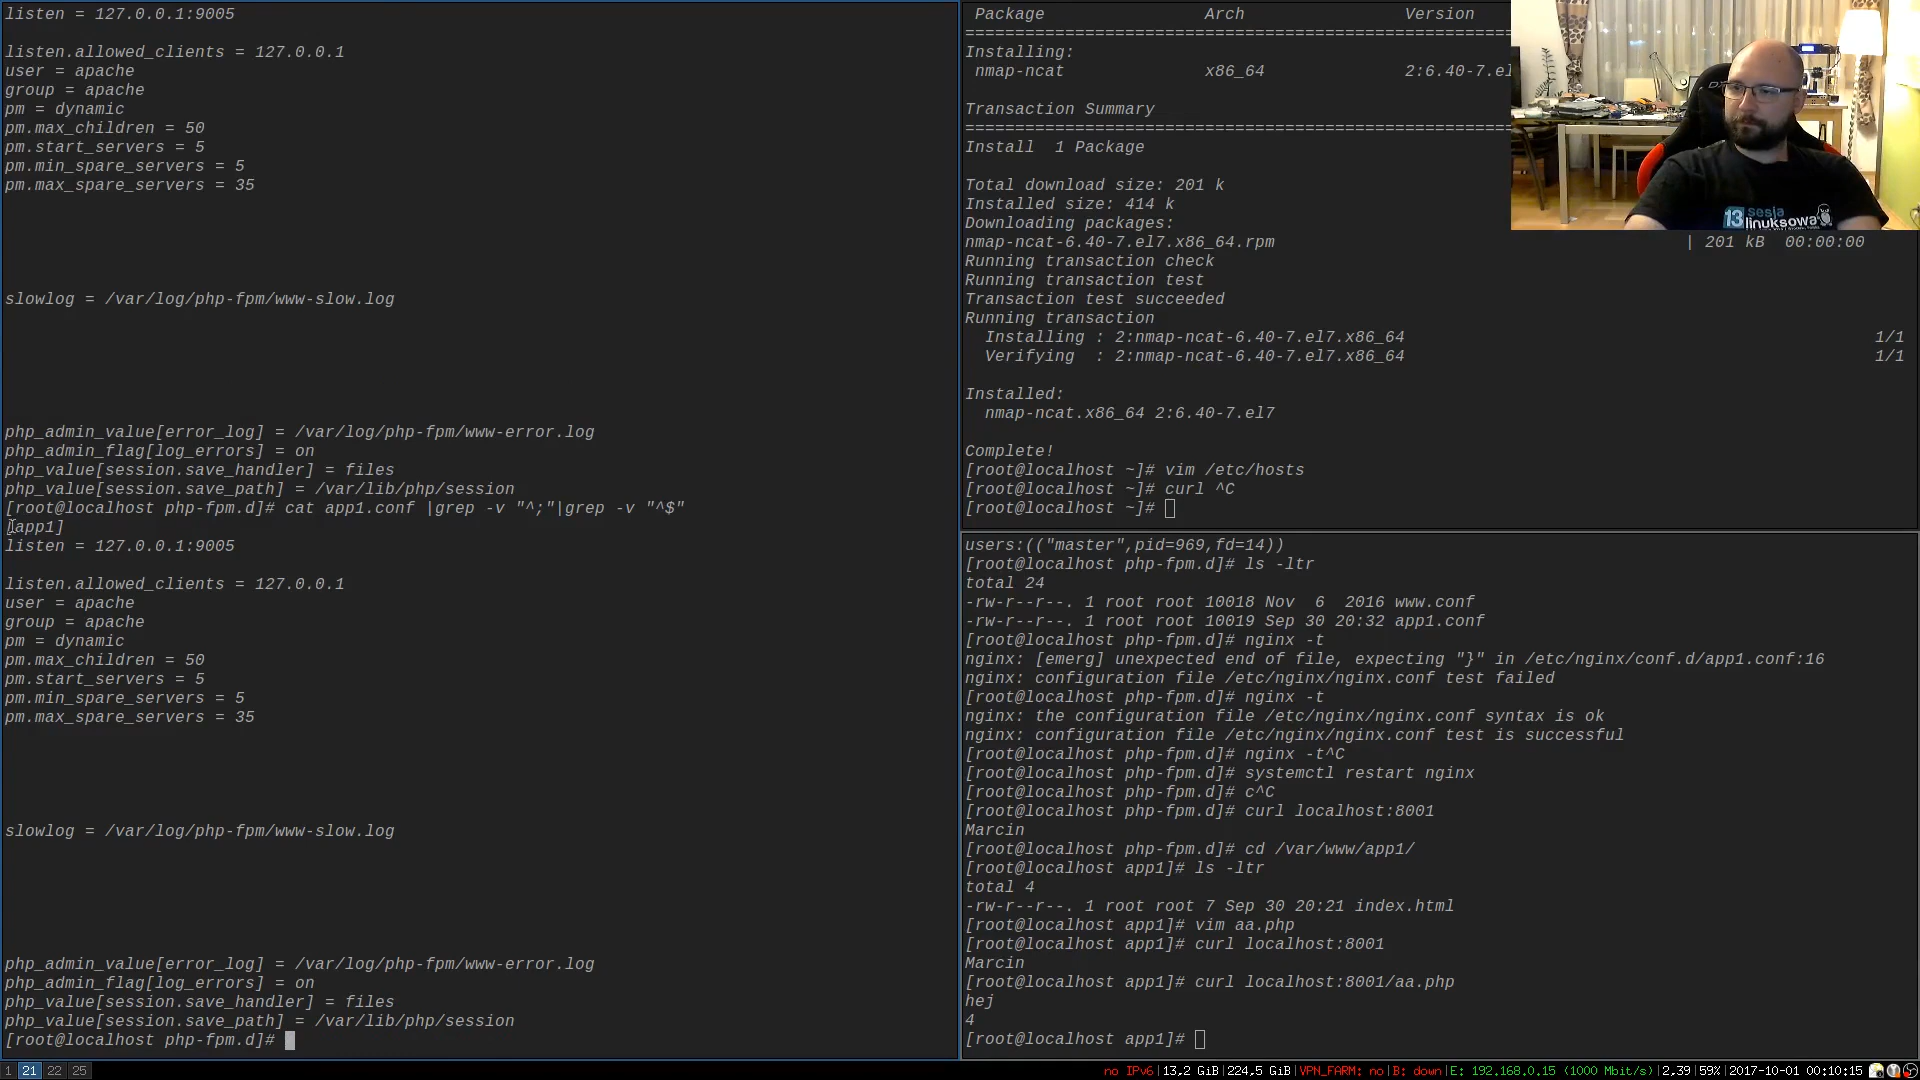 listen = 127.0.0.1:9005
listen.allowed_clients = 127.0.0.1
user = apache
group = apache
pm = dynamic
pm.max_children = 50
pm.start_servers = 5
pm.min_spare_servers = 5
pm.max_spare_servers = 35
slowlog = /var/log/php-fpm/www-slow.log
php_admin_value[error_log] = /var/log/php-fpm/www-error.log
php_admin_flag[log_errors] = on
php_value[session.save_handler] = files
php_value[session.save_path] = /var/lib/php/session
[root@localhost php-fpm.d]# cat app1.conf |grep -v "^;"|grep -v "^$"
[app1]
listen = 127.0.0.1:9005
listen.allowed_clients = 127.0.0.1
user = apache
group = apache
pm = dynamic
pm.max_children = 50
pm.start_servers = 5
pm.min_spare_servers = 5
pm.max_spare_servers = 35
slowlog = /var/log/php-fpm/www-slow.log
php_admin_value[error_log] = /var/log/php-fpm/www-error.log
php_admin_flag[log_errors] = on
php_value[session.save_handler] = files
php_value[session.save_path] = /var/lib/php/session
[root@localhost php-fpm.d]#
Package Arch Version
================================================
Installing:
nmap-ncat x86_64 2:6.40-7.el
Transaction Summary
================================================
Install 1 Package
Total download size: 201 k
Installed size: 414 k
Downloading packages:
nmap-ncat-6.40-7.el7.x86_64.rpm | 201 kB 00:00:00
Running transaction check
Running transaction test
Transaction test succeeded
Running transaction
Installing : 2:nmap-ncat-6.40-7.el7.x86_64 1/1
Verifying : 2:nmap-ncat-6.40-7.el7.x86_64 1/1
Installed:
nmap-ncat.x86_64 2:6.40-7.el7
Complete!
[root@localhost ~]# vim /etc/hosts
[root@localhost ~]# curl ^C
[root@localhost ~]#
users:(("master",pid=969,fd=14))
[root@localhost php-fpm.d]# ls -ltr
total 24
-rw-r--r--. 1 root root 10018 Nov 6 2016 www.conf
-rw-r--r--. 1 root root 10019 Sep 30 20:32 app1.conf
[root@localhost php-fpm.d]# nginx -t
nginx: [emerg] unexpected end of file, expecting "}" in /etc/nginx/conf.d/app1.conf:16
nginx: configuration file /etc/nginx/nginx.conf test failed
[root@localhost php-fpm.d]# nginx -t
nginx: the configuration file /etc/nginx/nginx.conf syntax is ok
nginx: configuration file /etc/nginx/nginx.conf test is successful
[root@localhost php-fpm.d]# nginx -t^C
[root@localhost php-fpm.d]# systemctl restart nginx
[root@localhost php-fpm.d]# c^C
[root@localhost php-fpm.d]# curl localhost:8001
Marcin
[root@localhost php-fpm.d]# cd /var/www/app1/
[root@localhost app1]# ls -ltr
total 4
-rw-r--r--. 1 root root 7 Sep 30 20:21 index.html
[root@localhost app1]# vim aa.php
[root@localhost app1]# curl localhost:8001
Marcin
[root@localhost app1]# curl localhost:8001/aa.php
hej
4
[root@localhost app1]#
13 sesja
linuksowa
1 21 22 25
no IPv6|13,2 GiB|224,5 GiB|VPN_FARM: no|B: down|E: 192.168.0.15 (1000 Mbit/s)|2,39|59%|2017-10-01 00:10:15